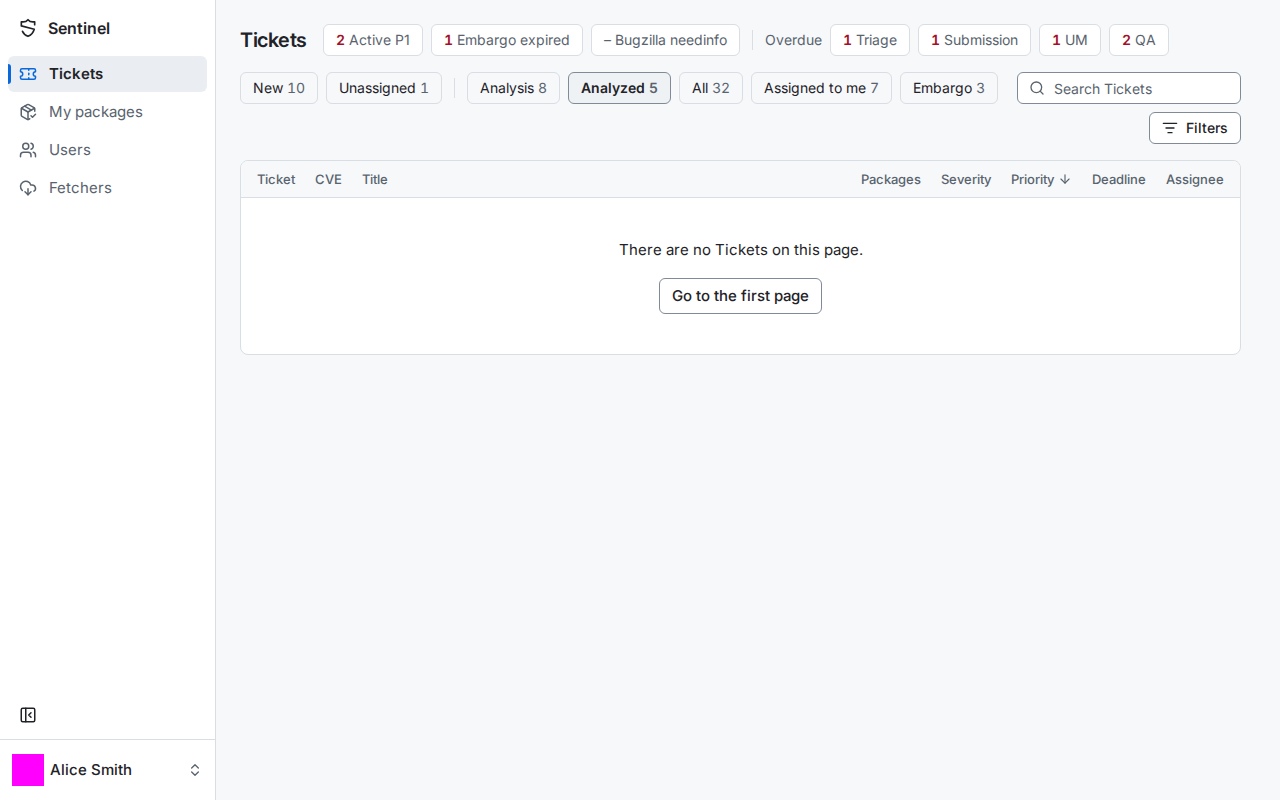 Sentinel
Tickets
My packages
Users
Fetchers
Alice Smith
Tickets
2 Active P1
1 Embargo expired
– Bugzilla needinfo
Overdue
1 Triage
1 Submission
1 UM
2 QA
New 10
Unassigned 1
Analysis 8
Analyzed 5
All 32
Assigned to me 7
Embargo 3
Search Tickets
Filters
Ticket CVE Title Packages Severity Priority Deadline Assignee
There are no Tickets on this page.
Go to the first page